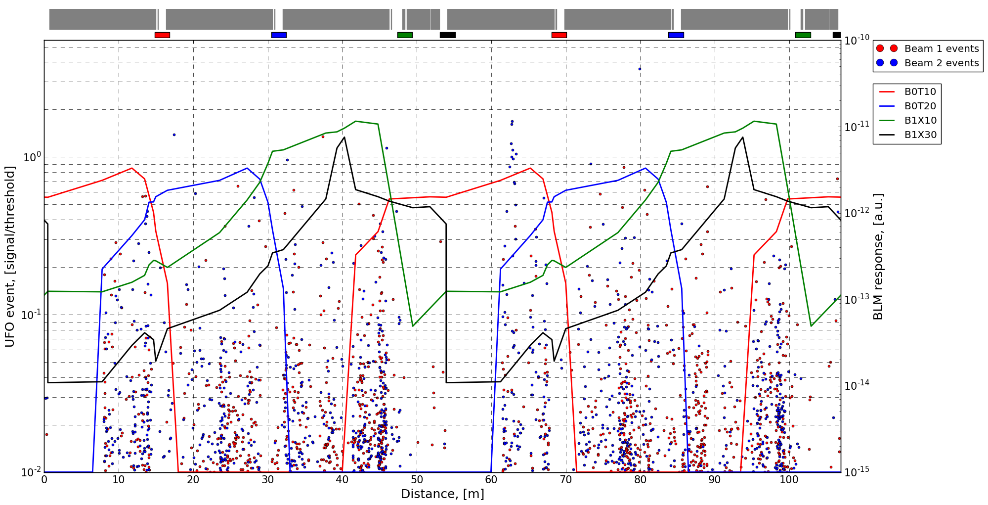 10^-10
Beam 1 events
Beam 2 events
B0T10
B0T20
B1X10
B1X30
10^-11
10^0
10^-12
UFO event, [signal/threshold]
BLM response, [a.u.]
10^-13
10^-1
10^-14
10^-2
10^-15
0 10 20 30 40 50 60 70 80 90 100
Distance, [m]